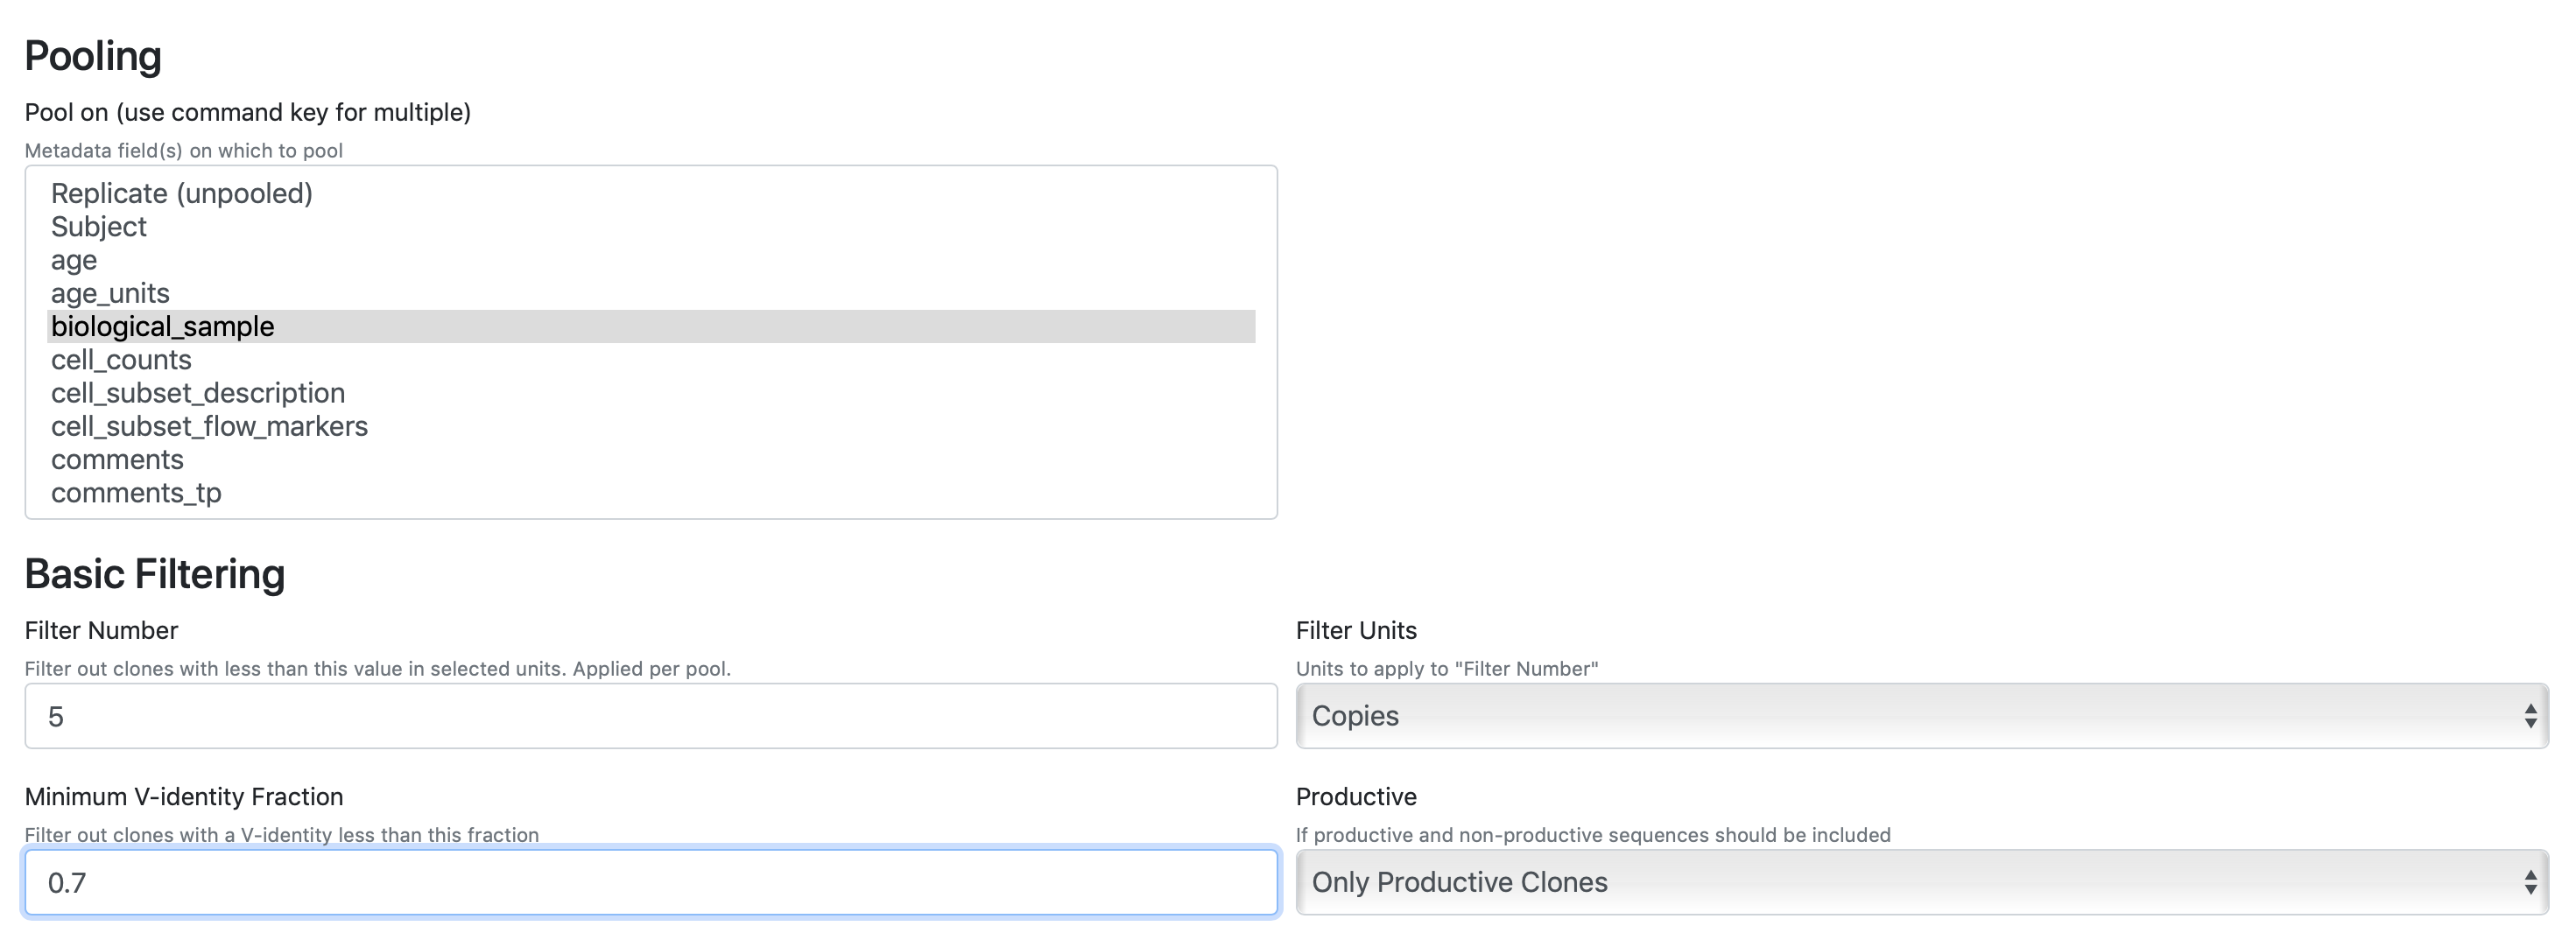 Pooling
Pool on (use command key for multiple)
Metadata field(s) on which to pool
Replicate (unpooled)
Subject
age
age_units
biological_sample
cell_counts
cell_subset_description
cell_subset_flow_markers
comments
comments_tp
Basic Filtering
Filter Number
Filter out clones with less than this value in selected units. Applied per pool.
5
Filter Units
Units to apply to "Filter Number"
Copies
Minimum V-identity Fraction
Filter out clones with a V-identity less than this fraction
0.7
Productive
If productive and non-productive sequences should be included
Only Productive Clones